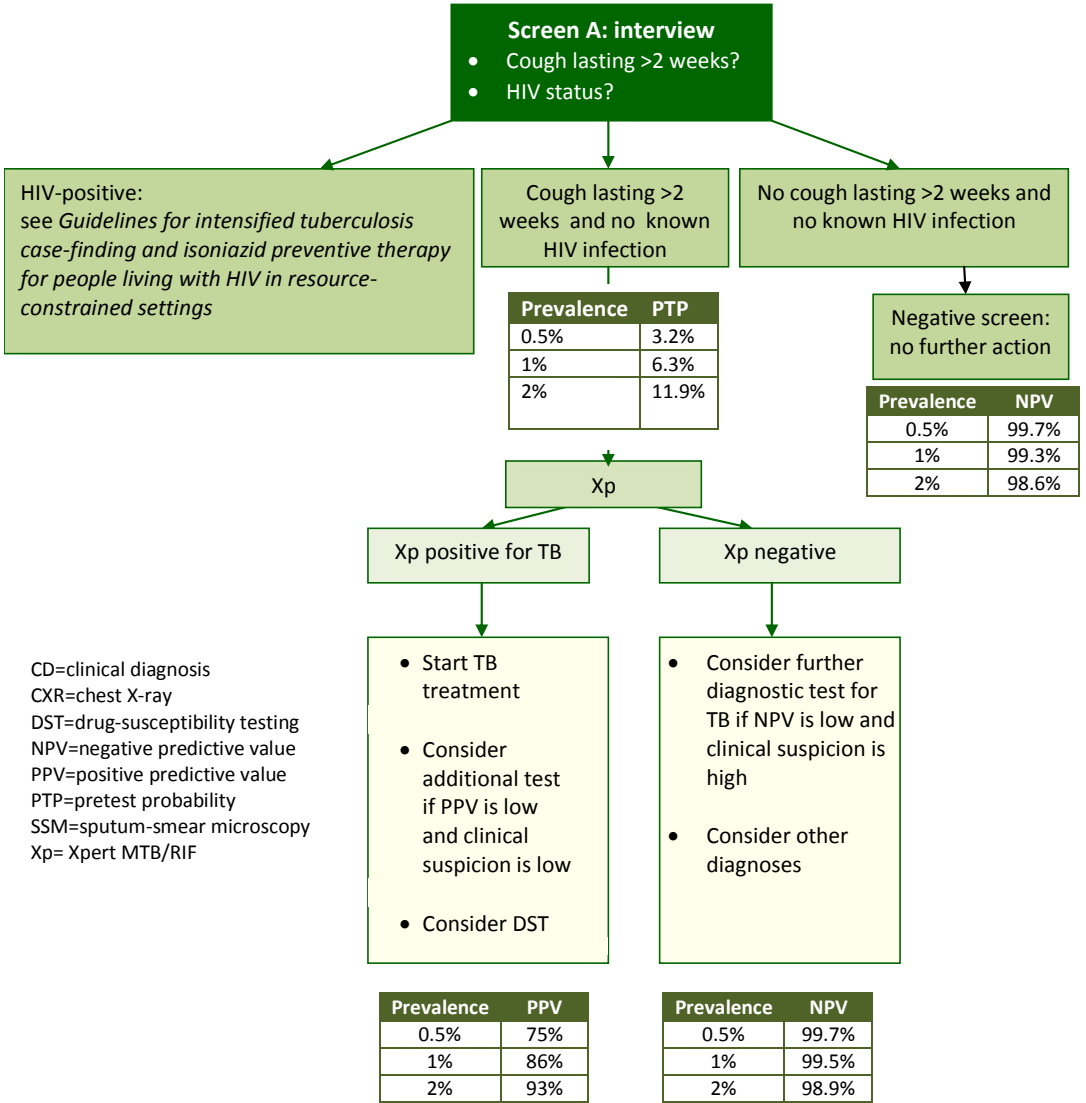 Screen A: interview
• Cough lasting >2 weeks?
• HIV status?
HIV-positive:
see Guidelines for intensified tuberculosis
case-finding and isoniazid preventive therapy
for people living with HIV in resource-
constrained settings
Cough lasting >2
weeks and no known
HIV infection
No cough lasting >2 weeks and
no known HIV infection
Prevalence PTP
0.5% 3.2%
1% 6.3%
2% 11.9%
Negative screen:
no further action
Prevalence NPV
0.5% 99.7%
1% 99.3%
2% 98.6%
Xp
Xp positive for TB
Xp negative
CD=clinical diagnosis
CXR=chest X-ray
DST=drug-susceptibility testing
NPV=negative predictive value
PPV=positive predictive value
PTP=pretest probability
SSM=sputum-smear microscopy
Xp= Xpert MTB/RIF
• Start TB
treatment
• Consider
additional test
if PPV is low
and clinical
suspicion is low
• Consider DST
• Consider further
diagnostic test for
TB if NPV is low and
clinical suspicion is
high
• Consider other
diagnoses
Prevalence PPV
0.5% 75%
1% 86%
2% 93%
Prevalence NPV
0.5% 99.7%
1% 99.5%
2% 98.9%